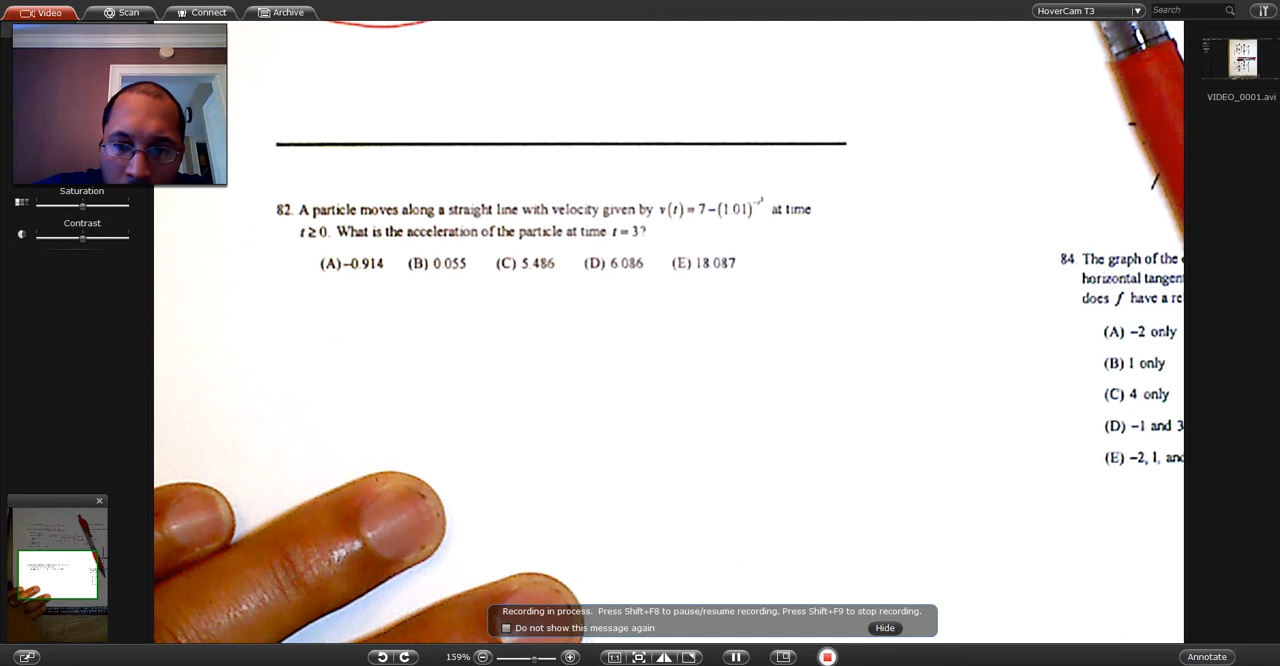 Video Scan Connect Archive HoverCam T3 Search
VIDEO_0001.avi
Saturation
Contrast
82. A particle moves along a straight line with velocity given by v(t) = 7 − (1.01)^{−t²} at time
t ≥ 0. What is the acceleration of the particle at time t = 3?
(A) −0.914 (B) 0.055 (C) 5.486 (D) 6.086 (E) 18.087
84. The graph of the
horizontal tangen
does f have a re
(A) −2 only
(B) 1 only
(C) 4 only
(D) −1 and 3
(E) −2, 1, and
Recording in process. Press Shift+F8 to pause/resume recording. Press Shift+F9 to stop recording.
Do not show this message again Hide
159% 1:1 Annotate